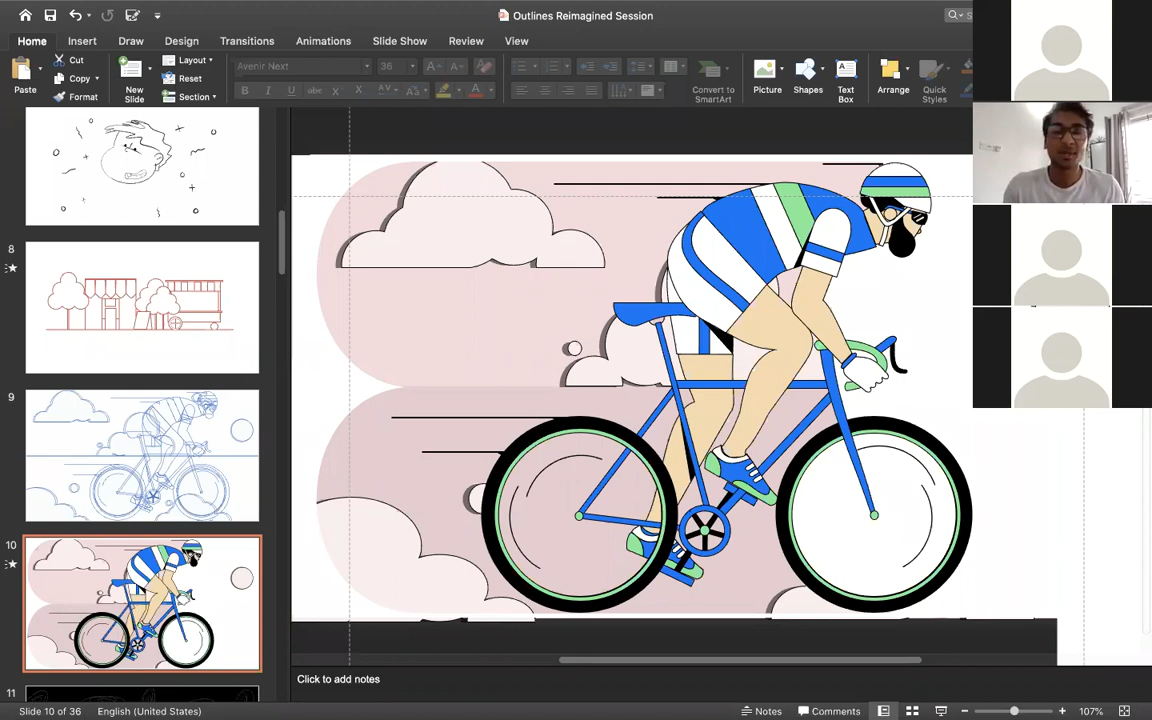 Outlines Reimagined Session
S
Home Insert Draw Design Transitions Animations Slide Show Review View
Paste
Cut
Copy
Format
New Slide
Layout
Reset
Section
Avenir Next 36
B I U abc X X AV A
Convert to SmartArt
Picture Shapes Text Box Arrange Quick Styles
8
9
10
11
Click to add notes
Slide 10 of 36 English (United States) Notes Comments 107%